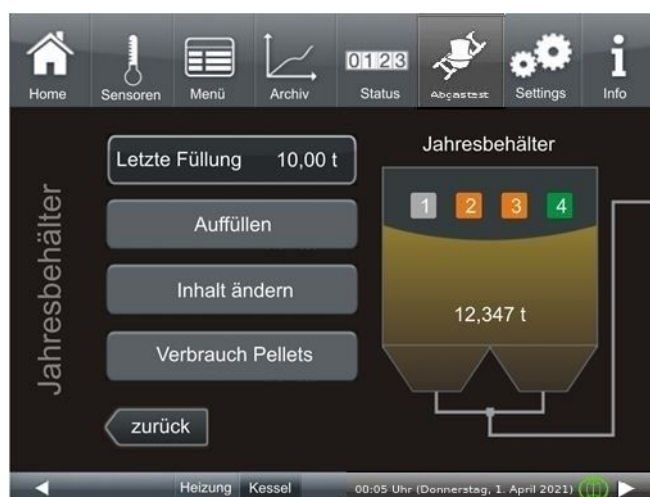 Home Sensoren Menü Archiv Status Abgastest Settings Info
0123
Jahresbehälter
Letzte Füllung 10,00 t
Auffüllen
Inhalt ändern
Verbrauch Pellets
zurück
Jahresbehälter
1 2 3 4
12,347 t
Heizung Kessel 00:05 Uhr (Donnerstag, 1. April 2021)